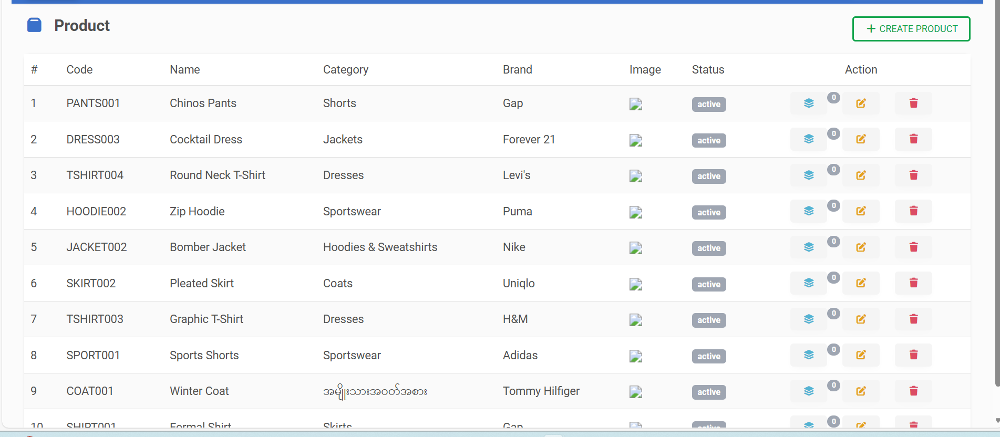 Product
+ CREATE PRODUCT
# Code Name Category Brand Image Status Action
1 PANTS001 Chinos Pants Shorts Gap active 0
2 DRESS003 Cocktail Dress Jackets Forever 21 active 0
3 TSHIRT004 Round Neck T-Shirt Dresses Levi's active 0
4 HOODIE002 Zip Hoodie Sportswear Puma active 0
5 JACKET002 Bomber Jacket Hoodies & Sweatshirts Nike active 0
6 SKIRT002 Pleated Skirt Coats Uniqlo active 0
7 TSHIRT003 Graphic T-Shirt Dresses H&M active 0
8 SPORT001 Sports Shorts Sportswear Adidas active 0
9 COAT001 Winter Coat အမျိုးသားအဝတ်အစား Tommy Hilfiger active 0
10 SHIRT001 Formal Shirt Skirts Gap active 0